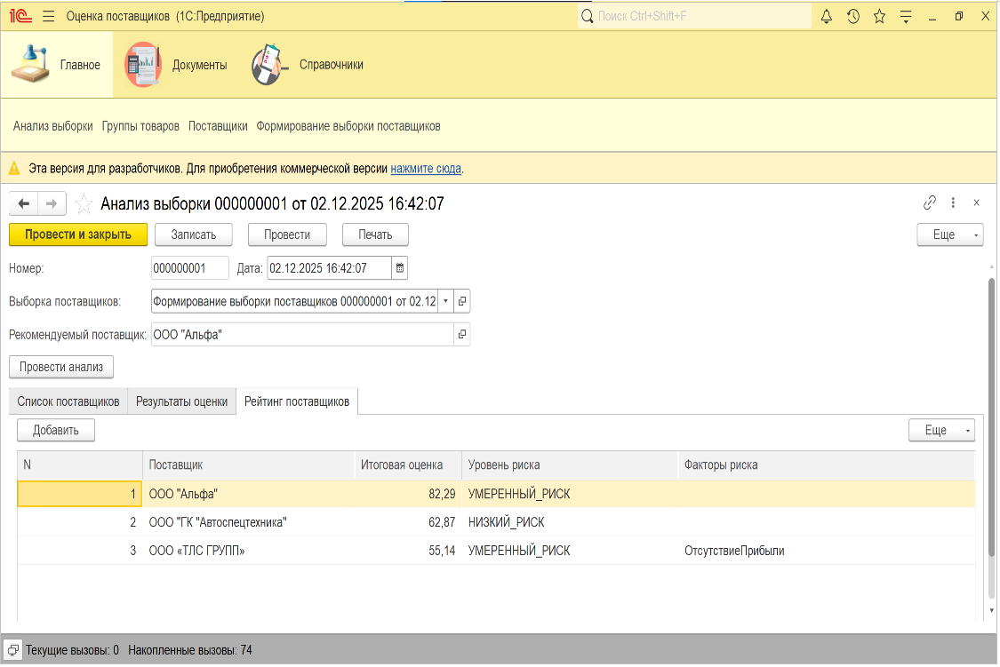 1С Оценка поставщиков (1С:Предприятие) Поиск Ctrl+Shift+F
Главное Документы Справочники
Анализ выборки Группы товаров Поставщики Формирование выборки поставщиков
Эта версия для разработчиков. Для приобретения коммерческой версии нажмите сюда.
Анализ выборки 000000001 от 02.12.2025 16:42:07
Провести и закрыть Записать Провести Печать Еще
Номер: 000000001 Дата: 02.12.2025 16:42:07
Выборка поставщиков: Формирование выборки поставщиков 000000001 от 02.12
Рекомендуемый поставщик: ООО "Альфа"
Провести анализ
Список поставщиков Результаты оценки Рейтинг поставщиков
Добавить Еще
N Поставщик Итоговая оценка Уровень риска Факторы риска
1 ООО "Альфа" 82,29 УМЕРЕННЫЙ_РИСК
2 ООО "ГК "Автоспецтехника" 62,87 НИЗКИЙ_РИСК
3 ООО «ТЛС ГРУПП» 55,14 УМЕРЕННЫЙ_РИСК ОтсутствиеПрибыли
Текущие вызовы: 0 Накопленные вызовы: 74